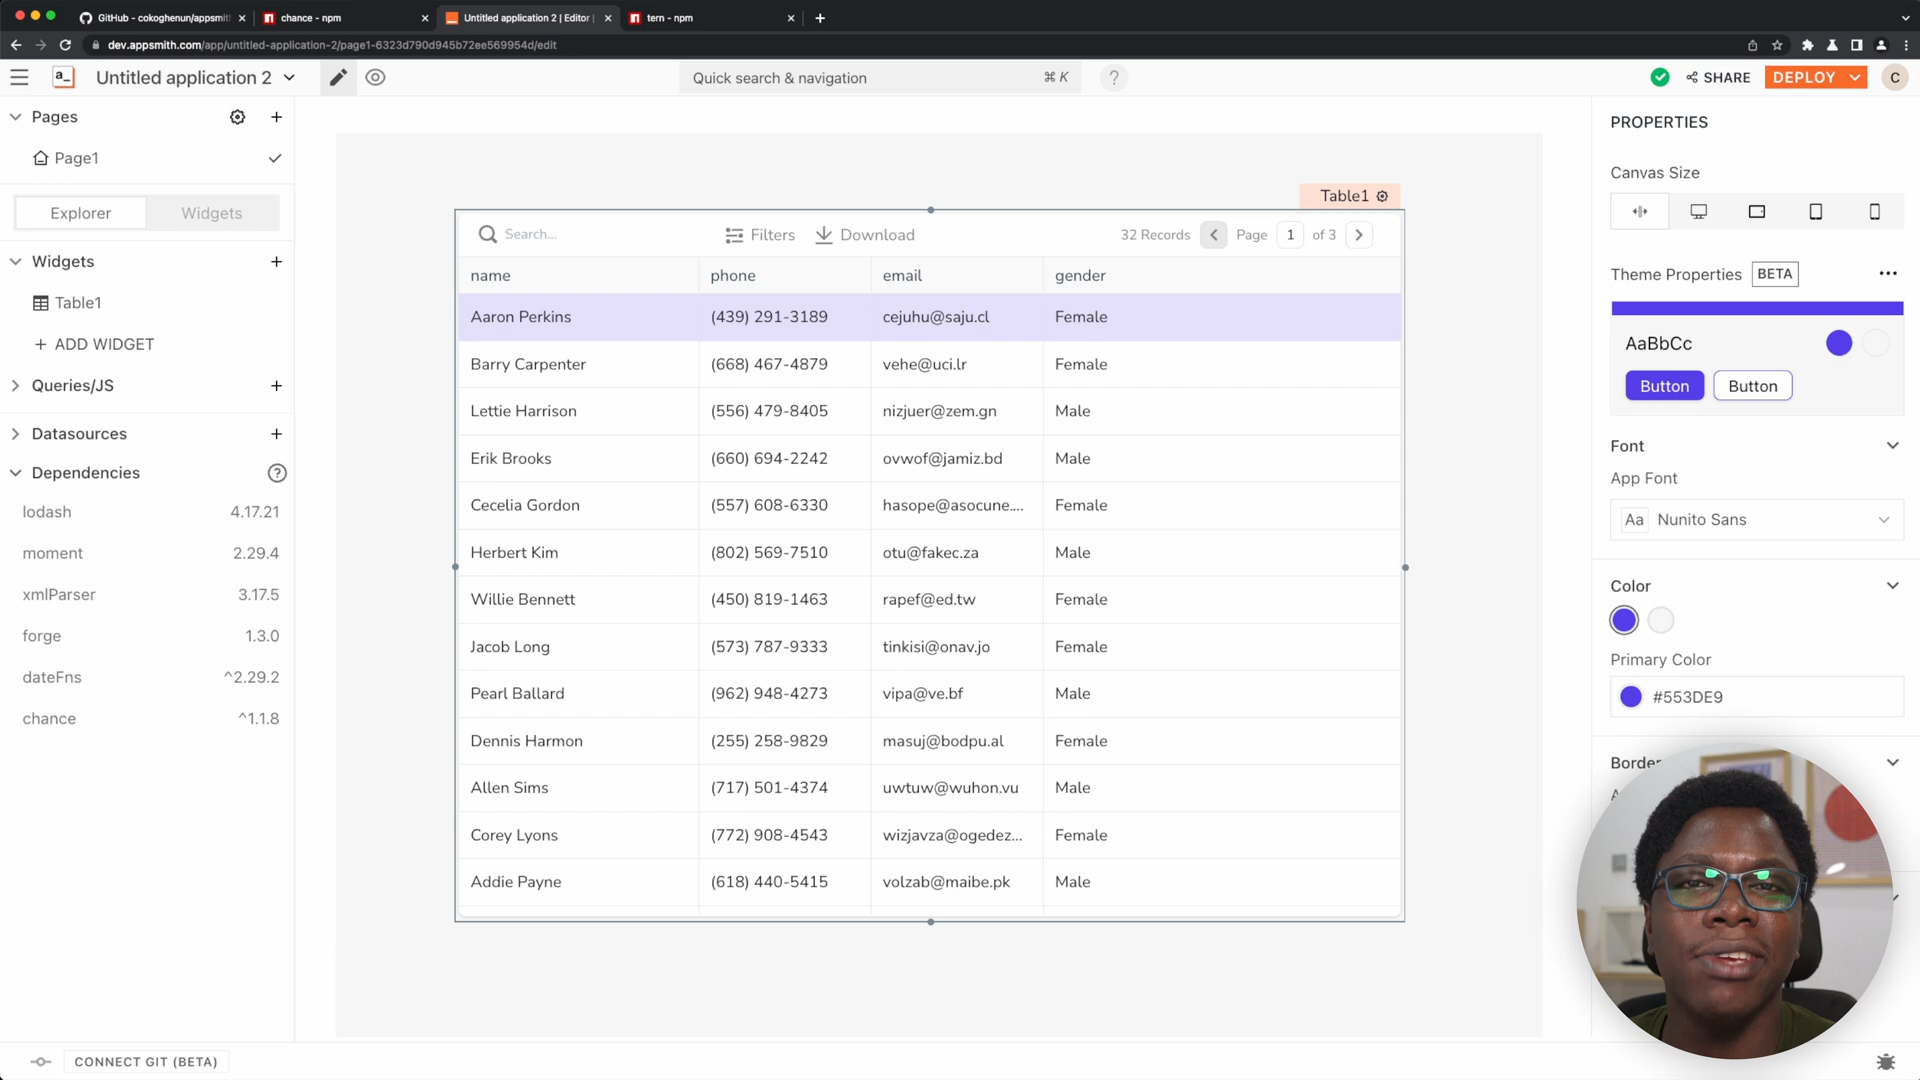 GitHub - cokoghenun/appsmith
chance - npm
Untitled application 2 | Editor |
tern - npm
dev.appsmith.com/app/untitled-application-2/page1-6323d790d945b72ee569954d/edit
a_
Untitled application 2
Quick search & navigation
⌘ K
?
SHARE
DEPLOY
C
Pages
Page1
Explorer
Widgets
Widgets
Table1
ADD WIDGET
Queries/JS
Datasources
Dependencies
?
lodash 4.17.21
moment 2.29.4
xmlParser 3.17.5
forge 1.3.0
dateFns ^2.29.2
chance ^1.1.8
CONNECT GIT (BETA)
Table1
Search...
Filters
Download
32 Records
Page 1 of 3
name phone email gender
Aaron Perkins (439) 291-3189 cejuhu@saju.cl Female
Barry Carpenter (668) 467-4879 vehe@uci.lr Female
Lettie Harrison (556) 479-8405 nizjuer@zem.gn Male
Erik Brooks (660) 694-2242 ovwof@jamiz.bd Male
Cecelia Gordon (557) 608-6330 hasope@asocune.... Female
Herbert Kim (802) 569-7510 otu@fakec.za Male
Willie Bennett (450) 819-1463 rapef@ed.tw Female
Jacob Long (573) 787-9333 tinkisi@onav.jo Female
Pearl Ballard (962) 948-4273 vipa@ve.bf Male
Dennis Harmon (255) 258-9829 masuj@bodpu.al Female
Allen Sims (717) 501-4374 uwtuw@wuhon.vu Male
Corey Lyons (772) 908-4543 wizjavza@ogedez... Female
Addie Payne (618) 440-5415 volzab@maibe.pk Male
PROPERTIES
Canvas Size
Theme Properties BETA
AaBbCc
Button Button
Font
App Font
Aa Nunito Sans
Color
Primary Color
#553DE9
Border